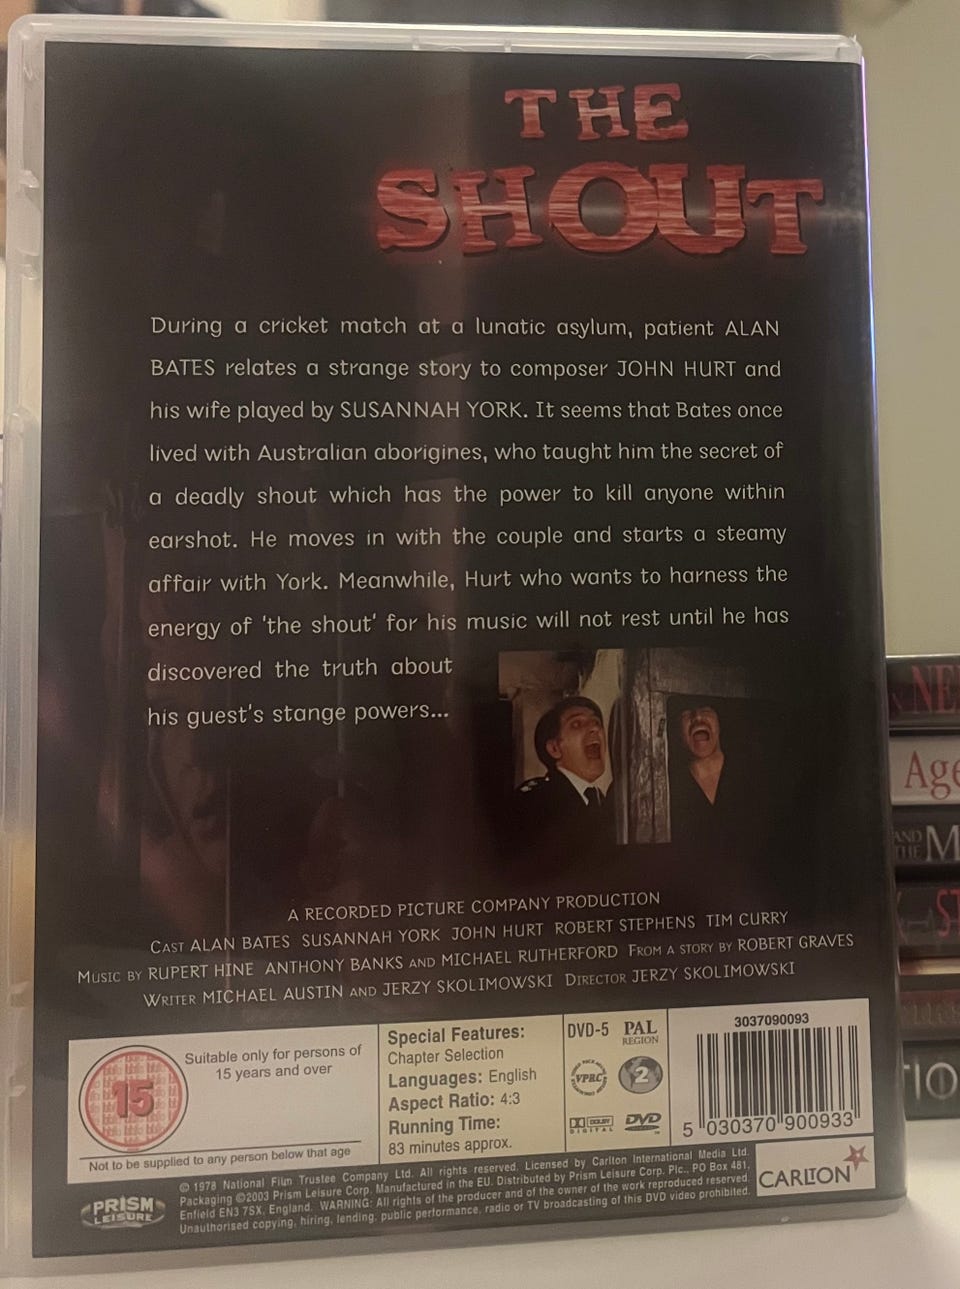 THE
SHOUT
During a cricket match at a lunatic asylum, patient ALAN
BATES relates a strange story to composer JOHN HURT and
his wife played by SUSANNAH YORK. It seems that Bates once
lived with Australian aborigines, who taught him the secret of
a deadly shout which has the power to kill anyone within
earshot. He moves in with the couple and starts a steamy
affair with York. Meanwhile, Hurt who wants to harness the
energy of 'the shout' for his music will not rest until he has
discovered the truth about
his guest's stange powers...
A RECORDED PICTURE COMPANY PRODUCTION
CAST ALAN BATES SUSANNAH YORK JOHN HURT ROBERT STEPHENS TIM CURRY
MUSIC BY RUPERT HINE ANTHONY BANKS AND MICHAEL RUTHERFORD FROM A STORY BY ROBERT GRAVES
WRITER MICHAEL AUSTIN AND JERZY SKOLIMOWSKI DIRECTOR JERZY SKOLIMOWSKI
15
Suitable only for persons of
15 years and over
Not to be supplied to any person below that age
Special Features:
Chapter Selection
Languages: English
Aspect Ratio: 4:3
Running Time:
83 minutes approx.
DVD-5 PAL
REGION
VPRC 2
DOLBY
DIGITAL
DVD
3037090093
5 030370 900933
PRISM
LEISURE
© 1978 National Film Trustee Company Ltd. All rights reserved. Licensed by Carlton International Media Ltd.
Packaging ©2003 Prism Leisure Corp. Manufactured in the EU. Distributed by Prism Leisure Corp. Plc., PO Box 481,
Enfield EN3 7SX, England. WARNING: All rights of the producer and of the owner of the work reproduced reserved.
Unauthorised copying, hiring, lending, public performance, radio or TV broadcasting of this DVD video prohibited.
CARLTON
NE
Age
AND
THE M
ST
TIO